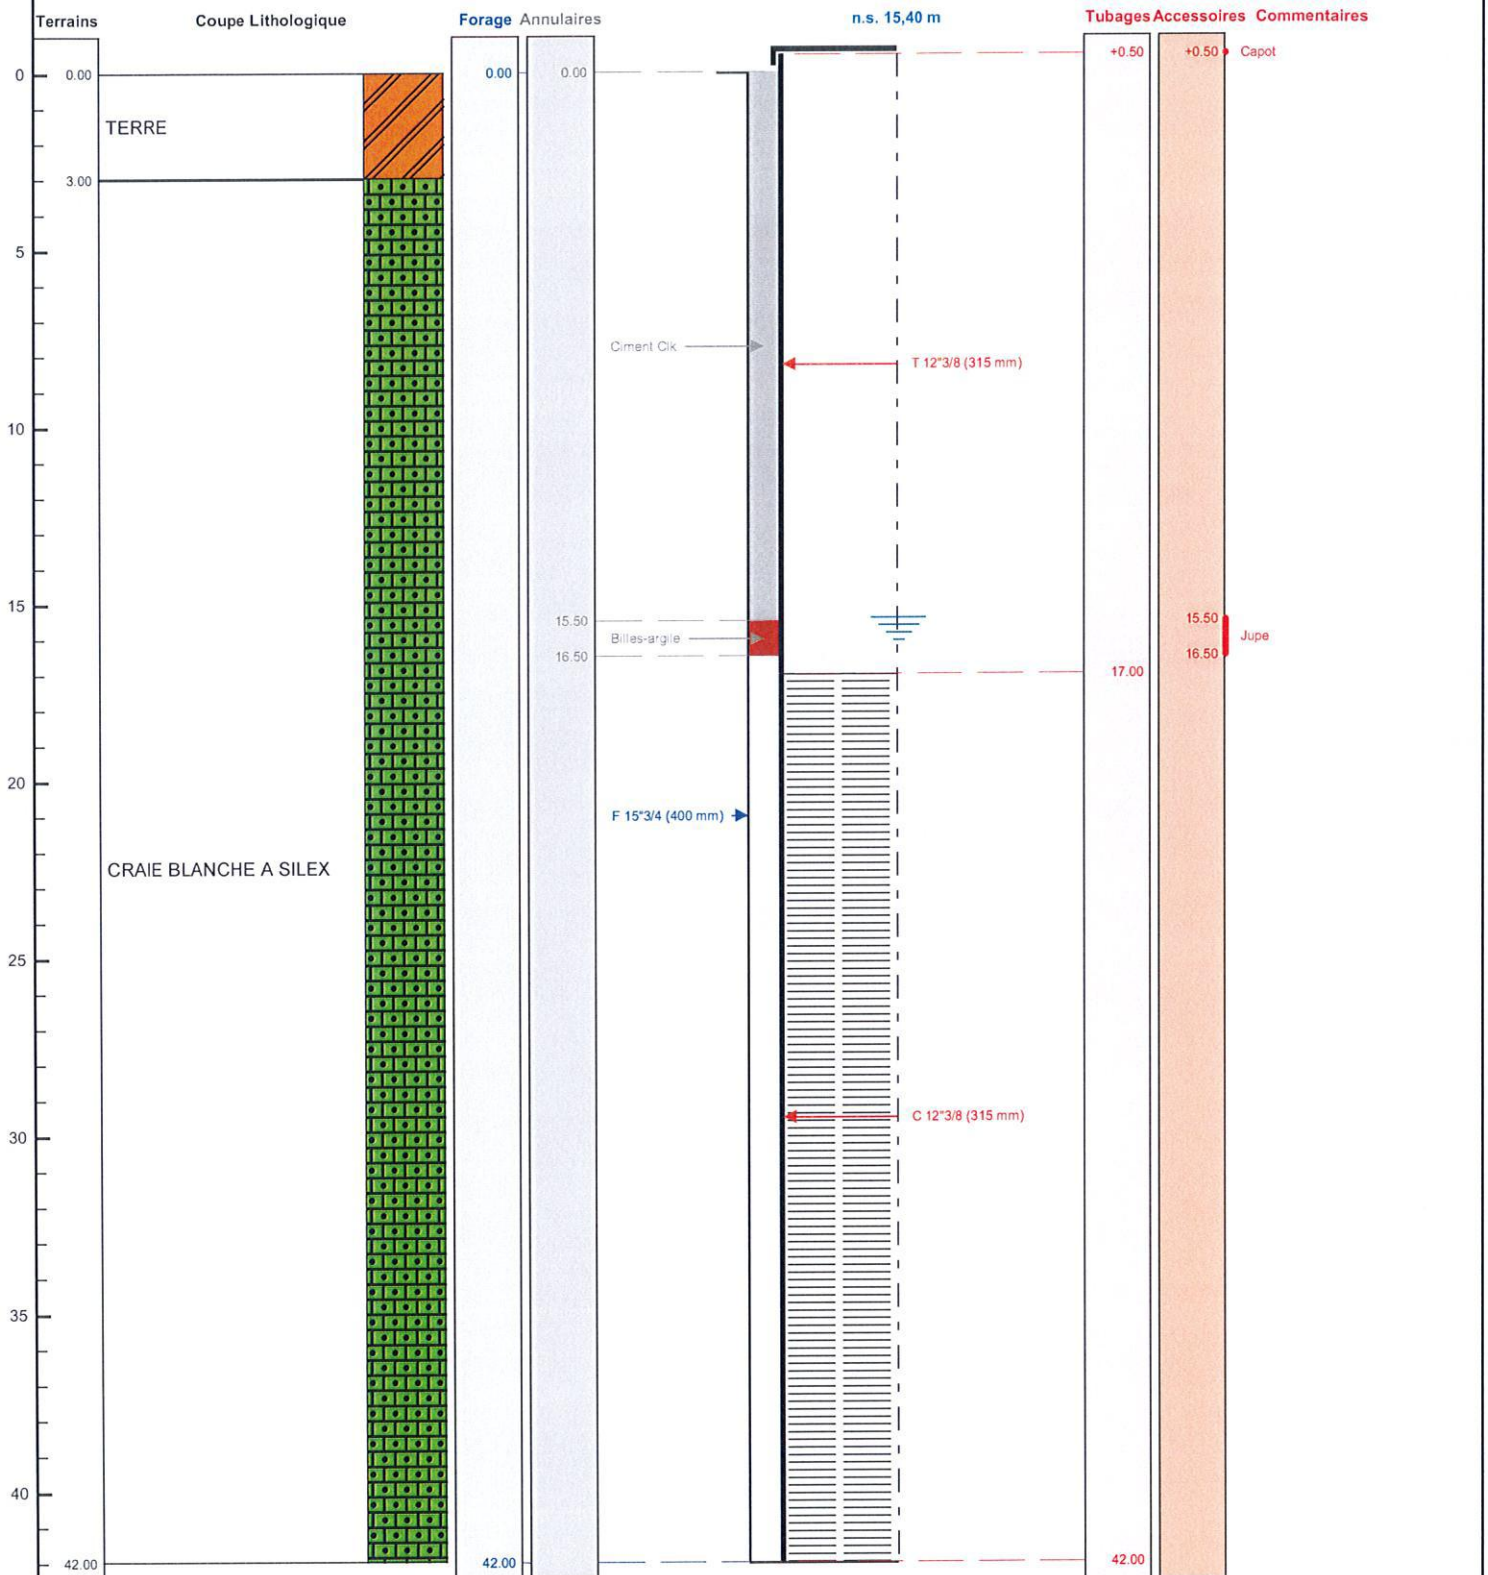 Terrains Coupe Lithologique Forage Annulaires n.s. 15,40 m Tubages Accessoires Commentaires
+0.50 +0.50 Capot
0 0.00 0.00 0.00
TERRE
3.00
5
Ciment Clk
T 12"3/8 (315 mm)
10
15
15.50 15.50
Billes-argile Jupe
16.50 16.50
17.00
20
F 15"3/4 (400 mm)
CRAIE BLANCHE A SILEX
25
C 12"3/8 (315 mm)
30
35
40
42.00 42.00 42.00